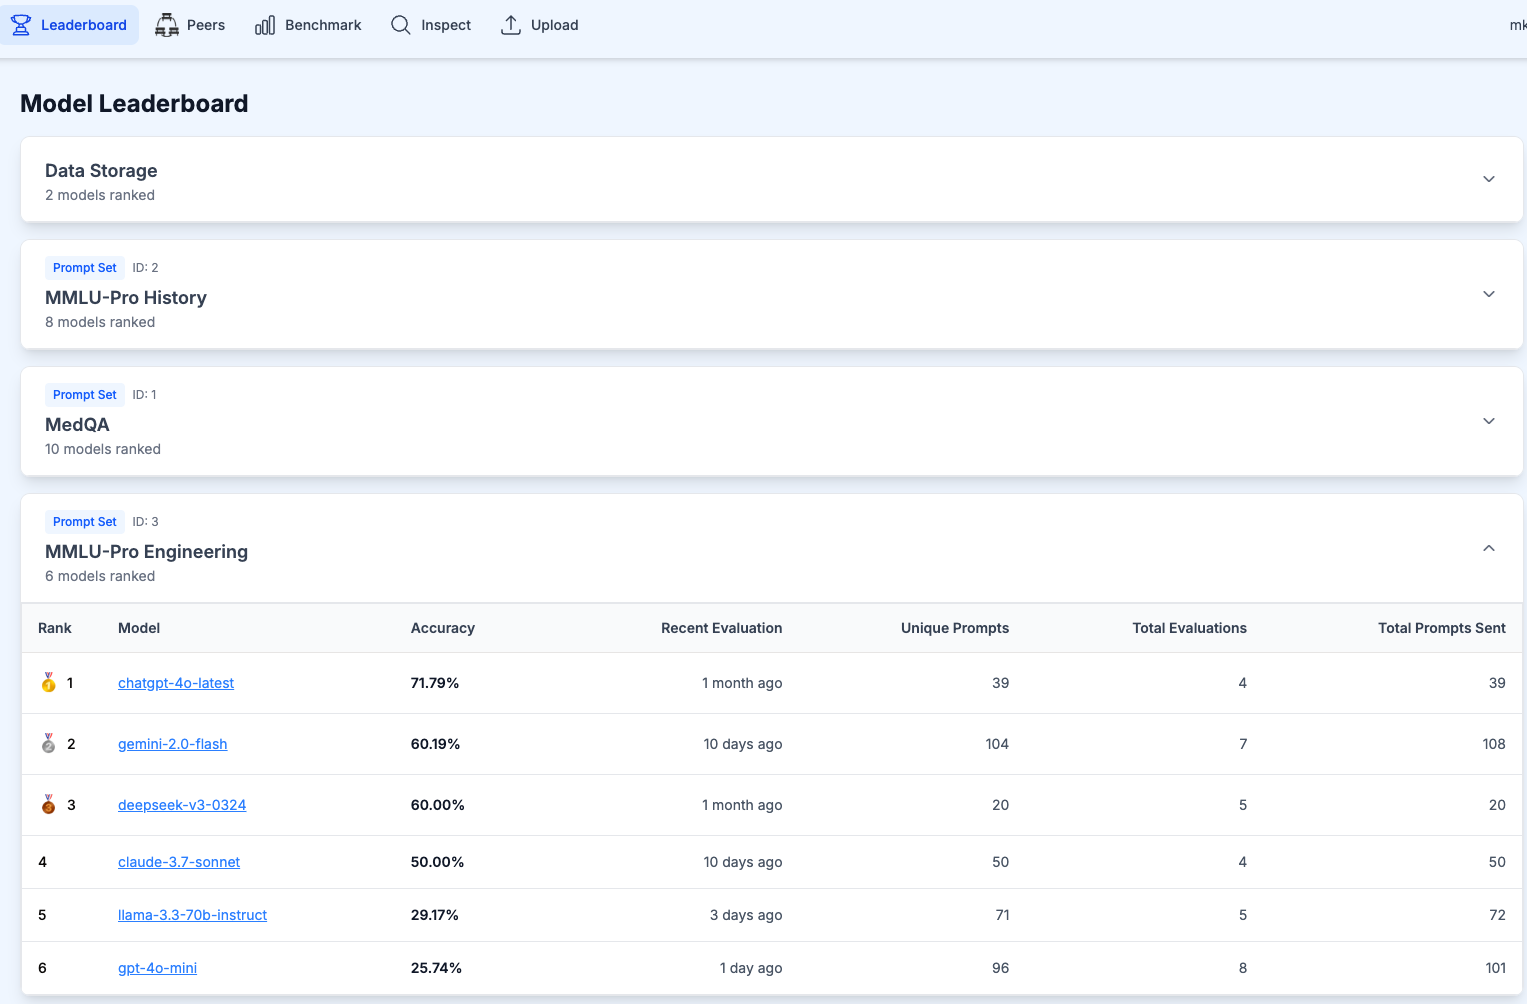 Leaderboard Peers Benchmark Inspect Upload mk
Model Leaderboard
Data Storage
2 models ranked
Prompt Set ID: 2
MMLU-Pro History
8 models ranked
Prompt Set ID: 1
MedQA
10 models ranked
Prompt Set ID: 3
MMLU-Pro Engineering
6 models ranked
Rank Model Accuracy Recent Evaluation Unique Prompts Total Evaluations Total Prompts Sent
1 1 chatgpt-4o-latest 71.79% 1 month ago 39 4 39
2 2 gemini-2.0-flash 60.19% 10 days ago 104 7 108
3 3 deepseek-v3-0324 60.00% 1 month ago 20 5 20
4 claude-3.7-sonnet 50.00% 10 days ago 50 4 50
5 llama-3.3-70b-instruct 29.17% 3 days ago 71 5 72
6 gpt-4o-mini 25.74% 1 day ago 96 8 101